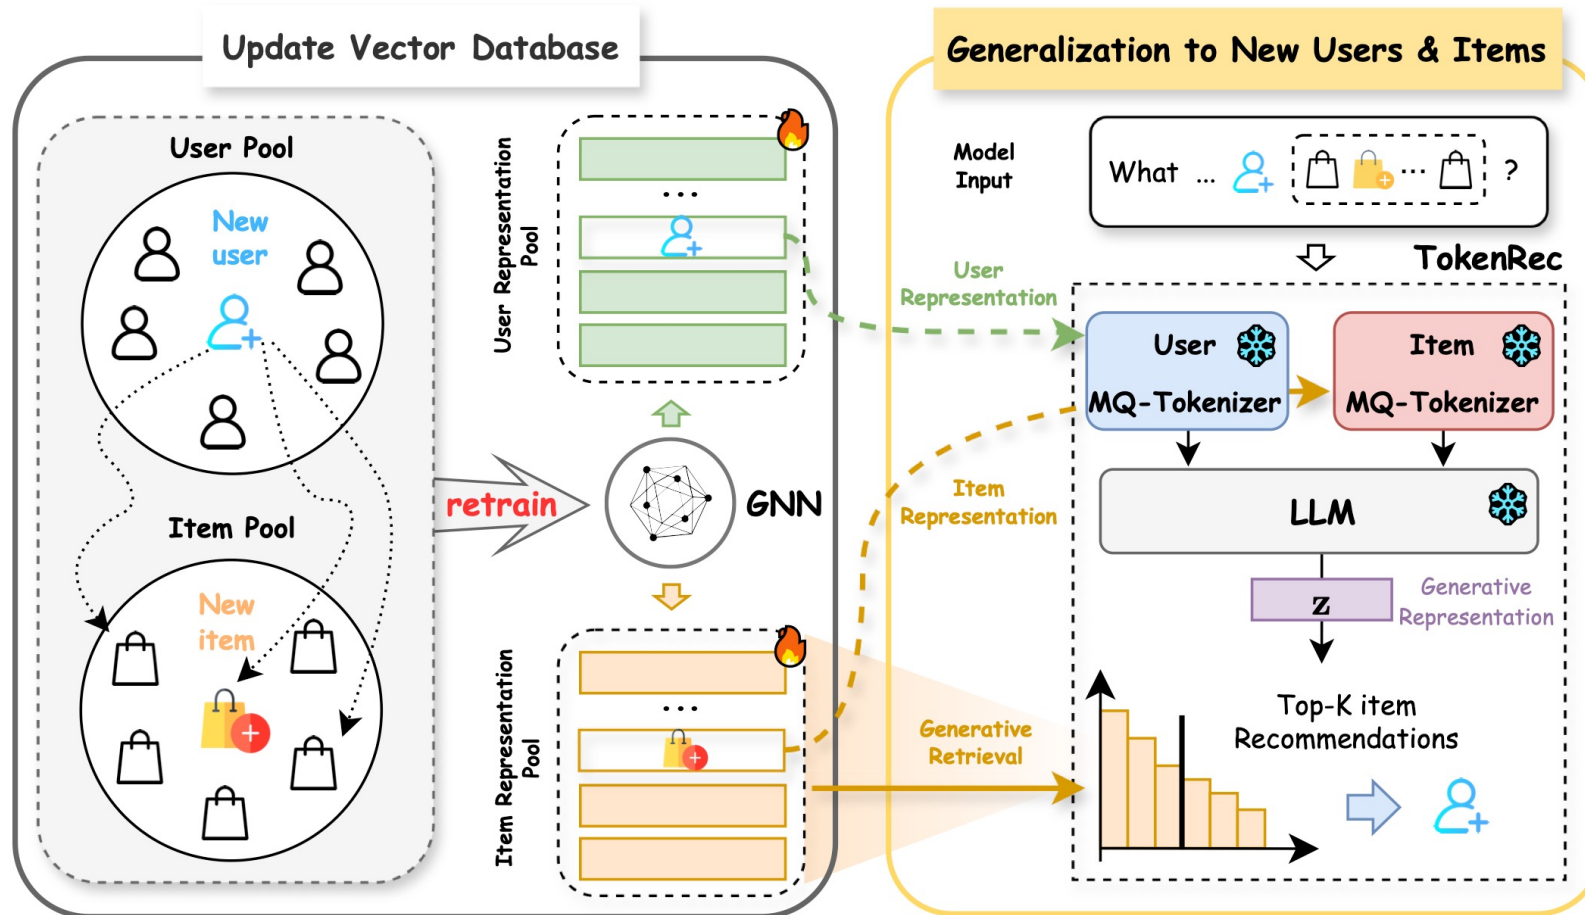 Update Vector Database
User Pool
New
user
Item Pool
New
item
retrain
GNN
User Representation
Pool
...
Item Representation
Pool
...
Generalization to New Users & Items
Model
Input
What ... ... ?
TokenRec
User
Representation
User
MQ-Tokenizer
Item
MQ-Tokenizer
Item
Representation
LLM
z
Generative
Representation
Generative
Retrieval
Top-K item
Recommendations